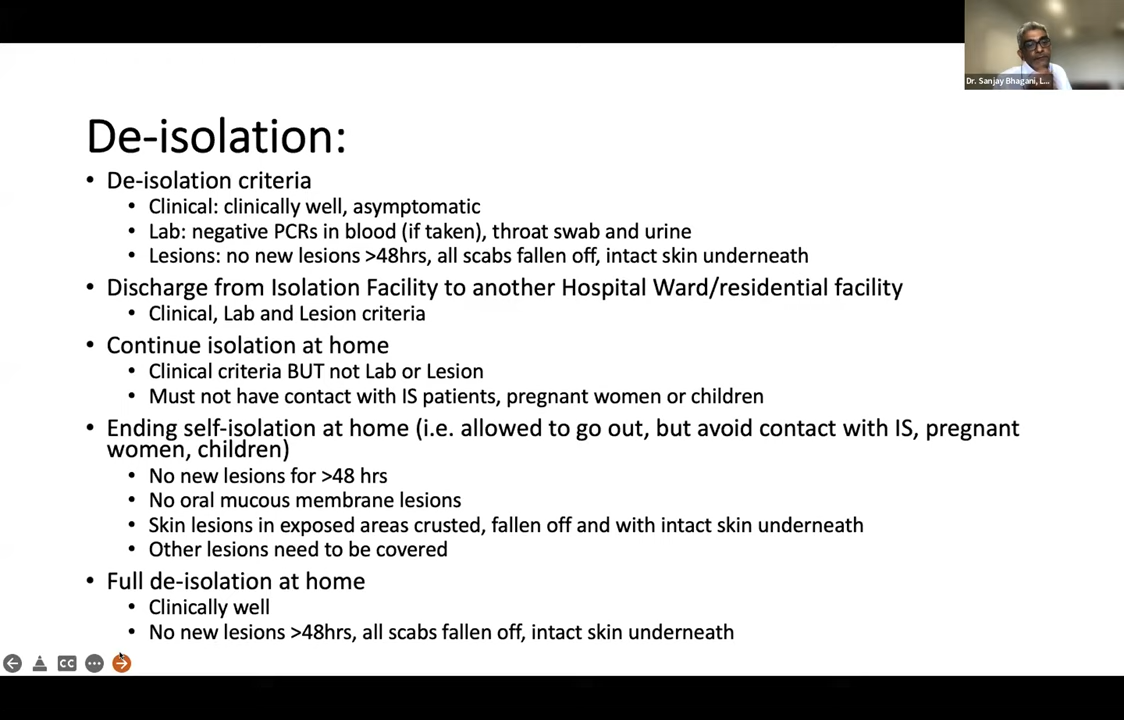 Dr. Sanjay Bhagani, L...
De-isolation:
• De-isolation criteria
• Clinical: clinically well, asymptomatic
• Lab: negative PCRs in blood (if taken), throat swab and urine
• Lesions: no new lesions >48hrs, all scabs fallen off, intact skin underneath
• Discharge from Isolation Facility to another Hospital Ward/residential facility
• Clinical, Lab and Lesion criteria
• Continue isolation at home
• Clinical criteria BUT not Lab or Lesion
• Must not have contact with IS patients, pregnant women or children
• Ending self-isolation at home (i.e. allowed to go out, but avoid contact with IS, pregnant
women, children)
• No new lesions for >48 hrs
• No oral mucous membrane lesions
• Skin lesions in exposed areas crusted, fallen off and with intact skin underneath
• Other lesions need to be covered
• Full de-isolation at home
• Clinically well
• No new lesions >48hrs, all scabs fallen off, intact skin underneath
CC